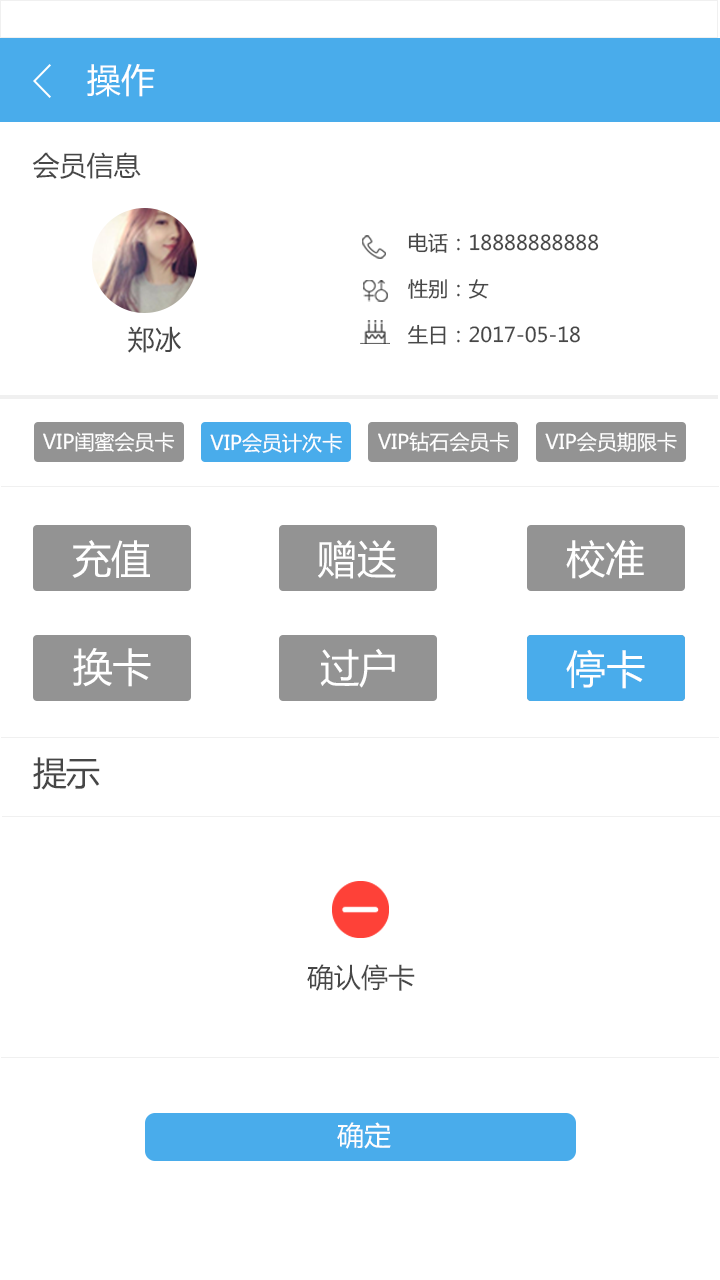 操作
会员信息
电话：18888888888
性别：女
郑冰
生日：2017-05-18
VIP闺蜜会员卡 VIP会员计次卡 VIP钻石会员卡 VIP会员期限卡
充值 赠送 校准
换卡 过户 停卡
提示
确认停卡
确定